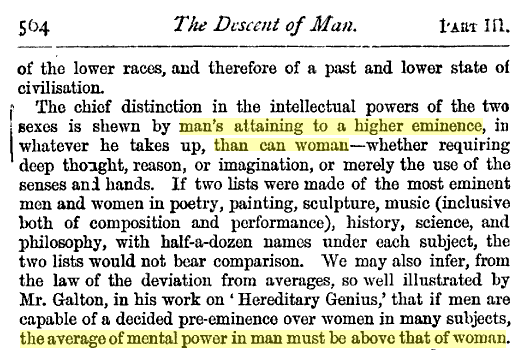 564 The Descent of Man. PART III.
of the lower races, and therefore of a past and lower state of
civilisation.
The chief distinction in the intellectual powers of the two
sexes is shewn by man's attaining to a higher eminence, in
whatever he takes up, than can woman—whether requiring
deep thought, reason, or imagination, or merely the use of the
senses and hands. If two lists were made of the most eminent
men and women in poetry, painting, sculpture, music (inclusive
both of composition and performance), history, science, and
philosophy, with half-a-dozen names under each subject, the
two lists would not bear comparison. We may also infer, from
the law of the deviation from averages, so well illustrated by
Mr. Galton, in his work on ‘Hereditary Genius,’ that if men are
capable of a decided pre-eminence over women in many subjects,
the average of mental power in man must be above that of woman.